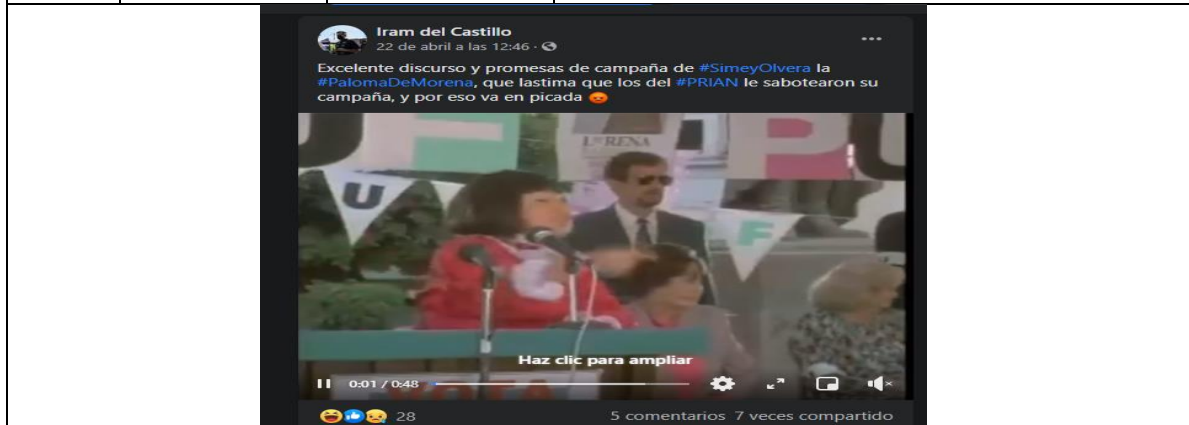 Iram del Castillo
22 de abril a las 12:46 ·
Excelente discurso y promesas de campaña de #SimeyOlvera la
#PalomaDeMorena, que lastima que los del #PRIAN le sabotearon su
campaña, y por eso va en picada
U F
P
U
F
Haz clic para ampliar
0:01 / 0:48
VOTA
28
5 comentarios 7 veces compartido